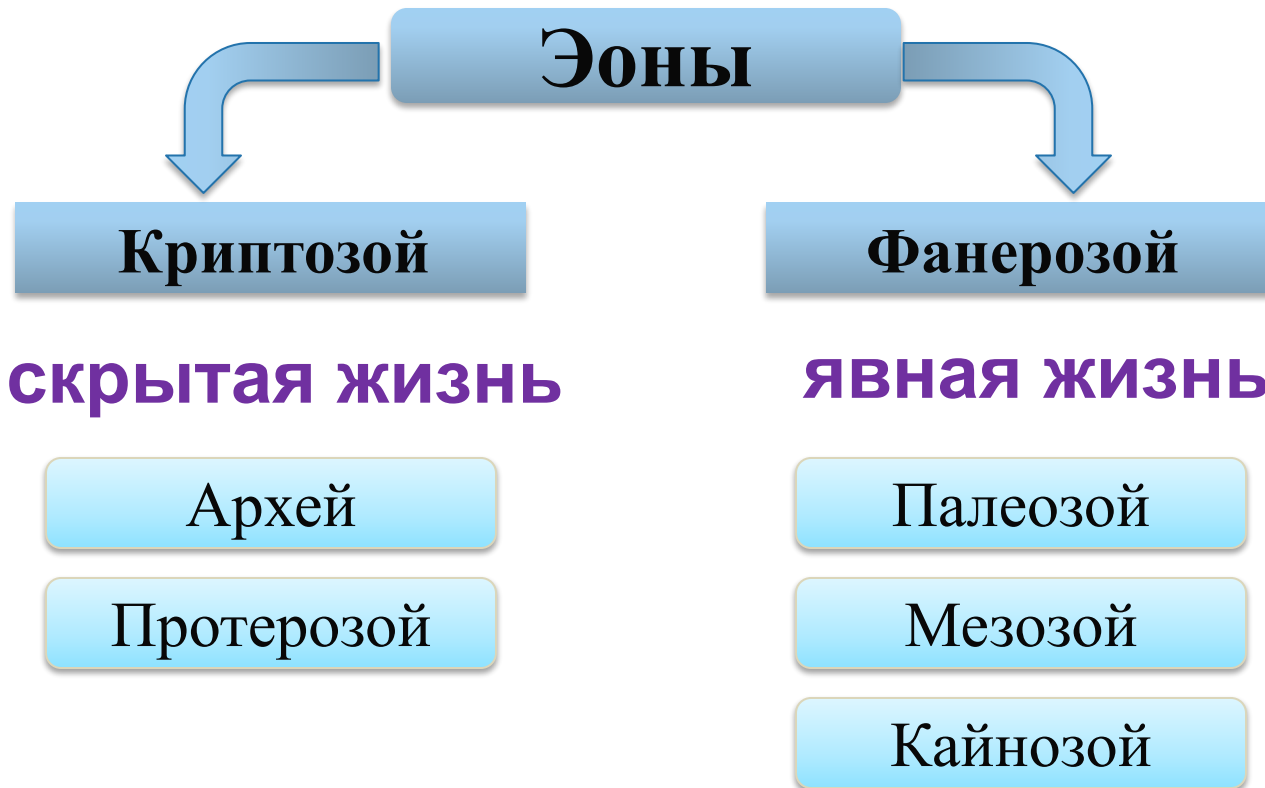 Эоны
Криптозой
Фанерозой
скрытая жизнь
явная жизнь
Архей
Палеозой
Протерозой
Мезозой
Кайнозой